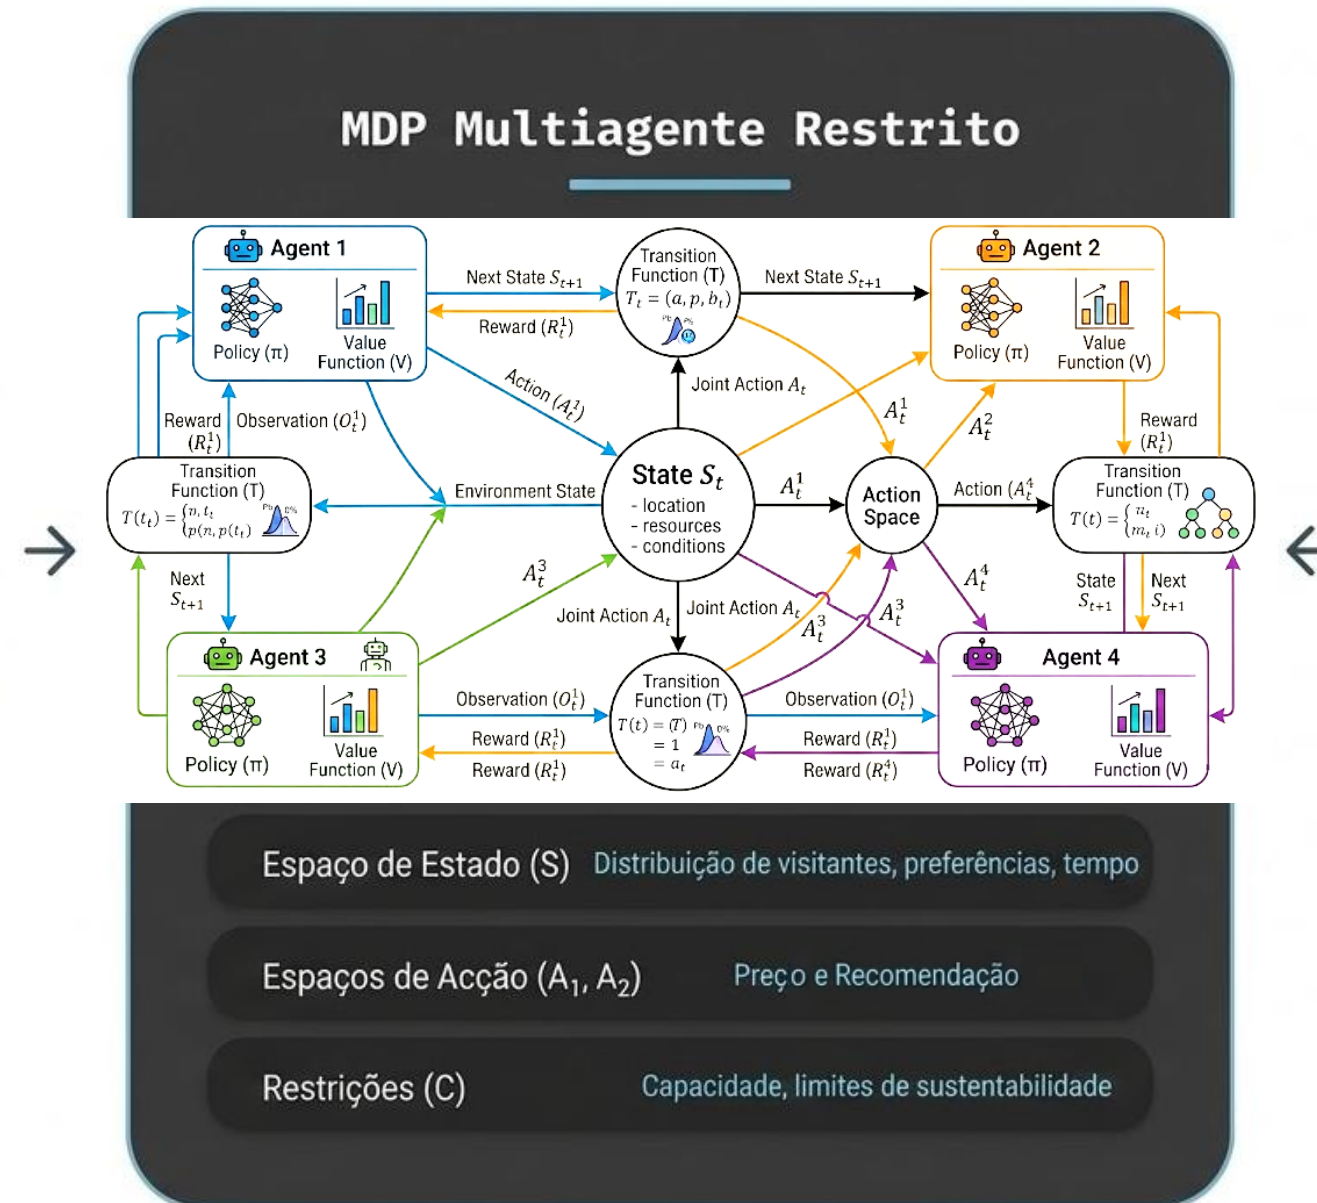 MDP Multiagente Restrito
Agent 1
Policy (π)
Value
Function (V)
Next State S_{t+1}
Reward (R_t^1)
Transition
Function (T)
T_t = (a, p, b_t)
Next State S_{t+1}
Agent 2
Policy (π)
Value
Function (V)
Action (A_t^1)
Joint Action A_t
A_t^1
A_t^2
Reward
(R_t^1)
Observation (O_t^1)
Reward
(R_t^1)
Transition
Function (T)
T(t_t) = { n, t_t
p(n, p(t_t)
Environment State
State S_t
- location
- resources
- conditions
A_t^1
Action
Space
Action (A_t^4
Transition
Function (T)
T(t) = { u_t
m_t i)
Next
S_{t+1}
A_t^3
Joint Action A_t
Joint Action A_t
A_t^3
A_t^3
A_t^4
State
S_{t+1}
Next
S_{t+1}
Agent 3
Policy (π)
Value
Function (V)
Observation (O_t^1)
Reward (R_t^1)
Reward (R_t^1)
Transition
Function (T)
T(t) = (T)
= 1
= a_t
Observation (O_t^1)
Reward (R_t^1)
Reward (R_t^4)
Agent 4
Policy (π)
Value
Function (V)
Espaço de Estado (S) Distribuição de visitantes, preferências, tempo
Espaços de Acção (A₁, A₂) Preço e Recomendação
Restrições (C) Capacidade, limites de sustentabilidade